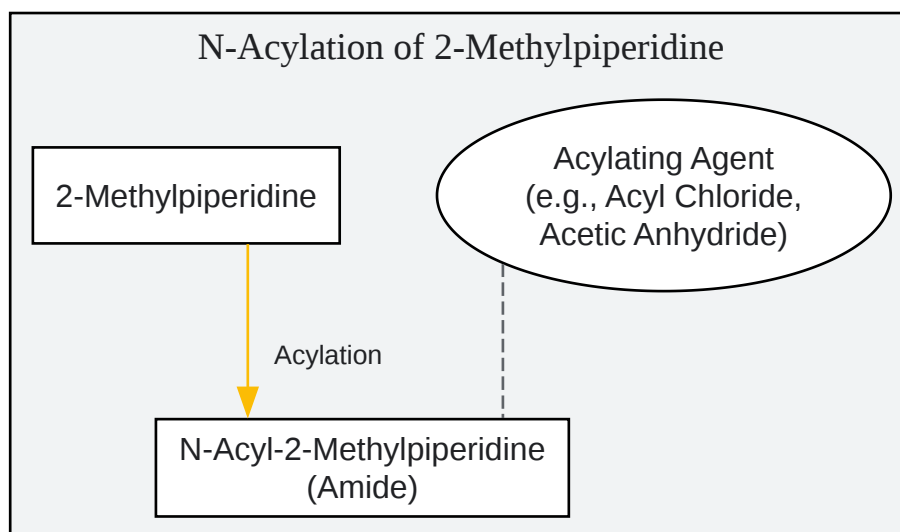 N-Acylation of 2-Methylpiperidine
2-Methylpiperidine
Acylating Agent
(e.g., Acyl Chloride,
Acetic Anhydride)
Acylation
N-Acyl-2-Methylpiperidine
(Amide)